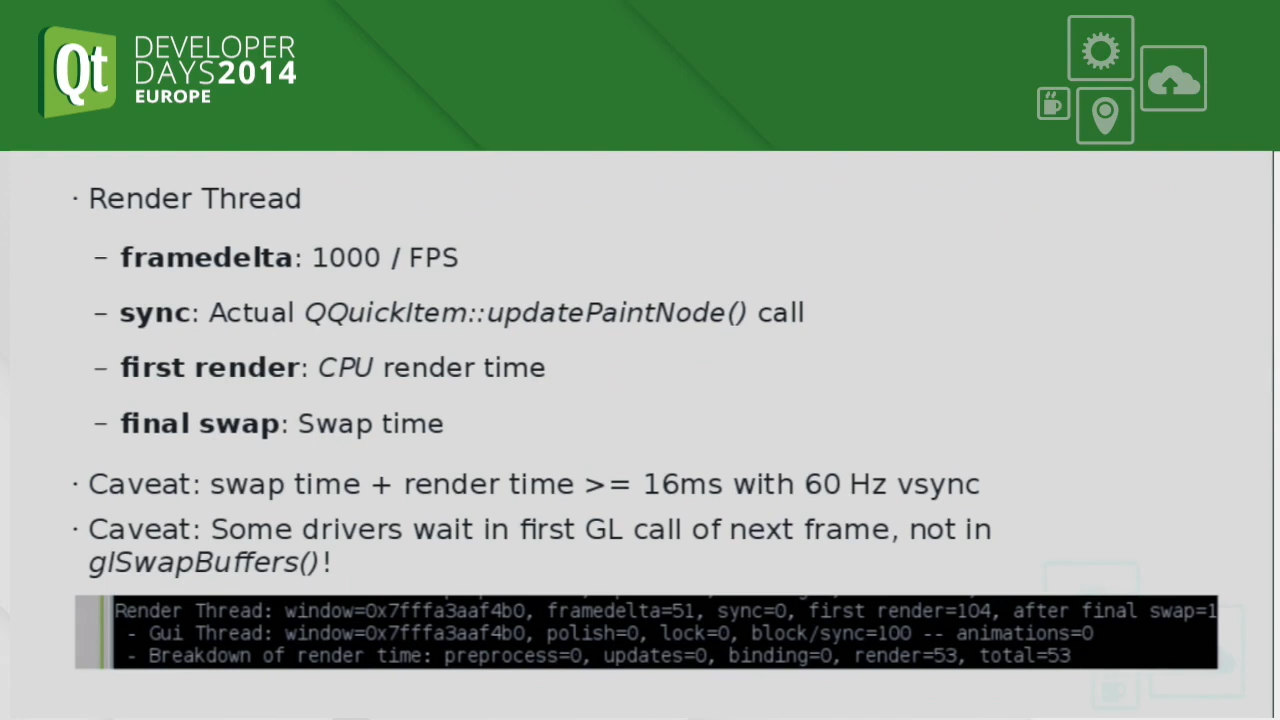 Qt
DEVELOPER
DAYS2014
EUROPE
· Render Thread
– framedelta: 1000 / FPS
– sync: Actual QQuickItem::updatePaintNode() call
– first render: CPU render time
– final swap: Swap time
· Caveat: swap time + render time >= 16ms with 60 Hz vsync
· Caveat: Some drivers wait in first GL call of next frame, not in
glSwapBuffers()!
Render Thread: window=0x7fffa3aaf4b0, framedelta=51, sync=0, first render=104, after final swap=1
- Gui Thread: window=0x7fffa3aaf4b0, polish=0, lock=0, block/sync=100 -- animations=0
- Breakdown of render time: preprocess=0, updates=0, binding=0, render=53, total=53